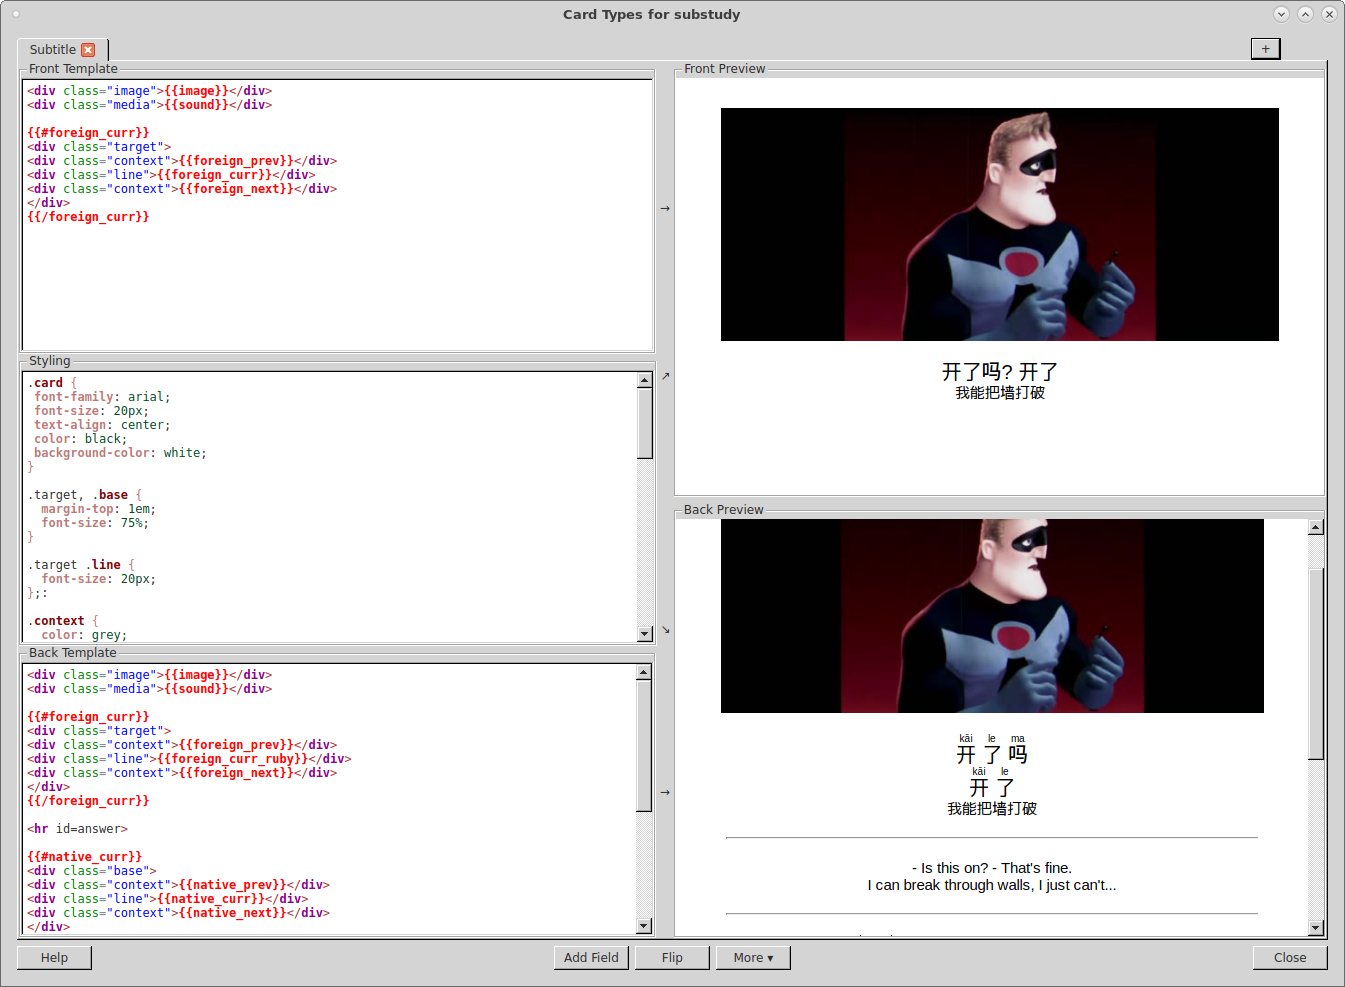 Card Types for substudy
Subtitle
+
Front Template
<div class="image">{{image}}</div>
<div class="media">{{sound}}</div>
{{#foreign_curr}}
<div class="target">
<div class="context">{{foreign_prev}}</div>
<div class="line">{{foreign_curr}}</div>
<div class="context">{{foreign_next}}</div>
</div>
{{/foreign_curr}}
→
Styling
.card {
font-family: arial;
font-size: 20px;
text-align: center;
color: black;
background-color: white;
}
.target, .base {
margin-top: 1em;
font-size: 75%;
}
.target .line {
font-size: 20px;
};:
.context {
color: grey;
↗
↘
Back Template
<div class="image">{{image}}</div>
<div class="media">{{sound}}</div>
{{#foreign_curr}}
<div class="target">
<div class="context">{{foreign_prev}}</div>
<div class="line">{{foreign_curr_ruby}}</div>
<div class="context">{{foreign_next}}</div>
</div>
{{/foreign_curr}}
<hr id=answer>
{{#native_curr}}
<div class="base">
<div class="context">{{native_prev}}</div>
<div class="line">{{native_curr}}</div>
<div class="context">{{native_next}}</div>
</div>
→
Front Preview
开了吗? 开了
我能把墙打破
Back Preview
kāi le ma
开 了 吗
kāi le
开 了
我能把墙打破
- Is this on? - That's fine.
I can break through walls, I just can't...
Help
Add Field
Flip
More ▾
Close